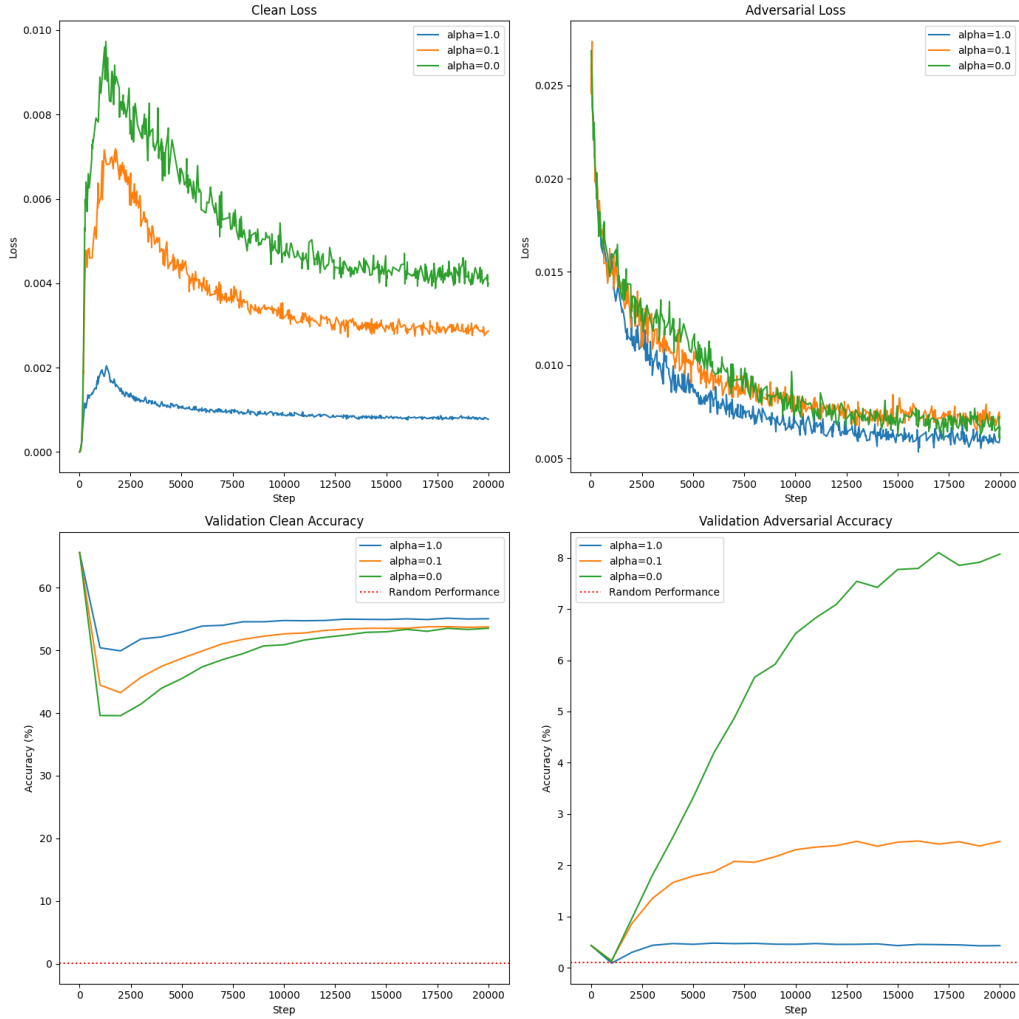 Clean Loss
Loss
0.010
0.008
0.006
0.004
0.002
0.000
alpha=1.0
alpha=0.1
alpha=0.0
0 2500 5000 7500 10000 12500 15000 17500 20000
Step
Adversarial Loss
Loss
0.025
0.020
0.015
0.010
0.005
alpha=1.0
alpha=0.1
alpha=0.0
0 2500 5000 7500 10000 12500 15000 17500 20000
Step
Validation Clean Accuracy
Accuracy (%)
60
50
40
30
20
10
0
alpha=1.0
alpha=0.1
alpha=0.0
Random Performance
0 2500 5000 7500 10000 12500 15000 17500 20000
Step
Validation Adversarial Accuracy
Accuracy (%)
8
7
6
5
4
3
2
1
0
alpha=1.0
alpha=0.1
alpha=0.0
Random Performance
0 2500 5000 7500 10000 12500 15000 17500 20000
Step